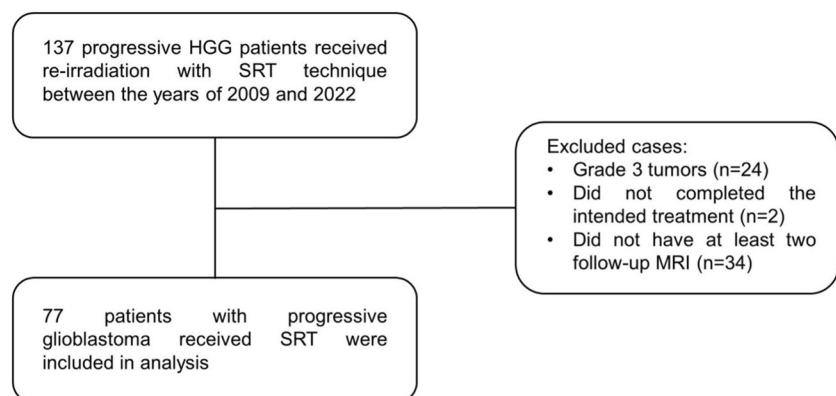 137 progressive HGG patients received
re-irradiation with SRT technique
between the years of 2009 and 2022
Excluded cases:
• Grade 3 tumors (n=24)
• Did not completed the
intended treatment (n=2)
• Did not have at least two
follow-up MRI (n=34)
77 patients with progressive
glioblastoma received SRT were
included in analysis